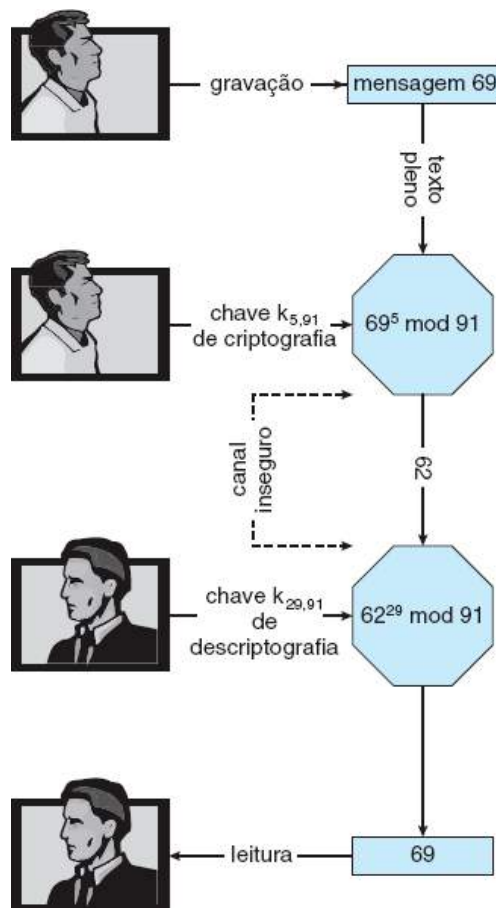 gravação
mensagem 69
texto
pleno
chave k5,91
de criptografia
69⁵ mod 91
canal
inseguro
62
chave k29,91
de
descriptografia
62²⁹ mod 91
leitura
69